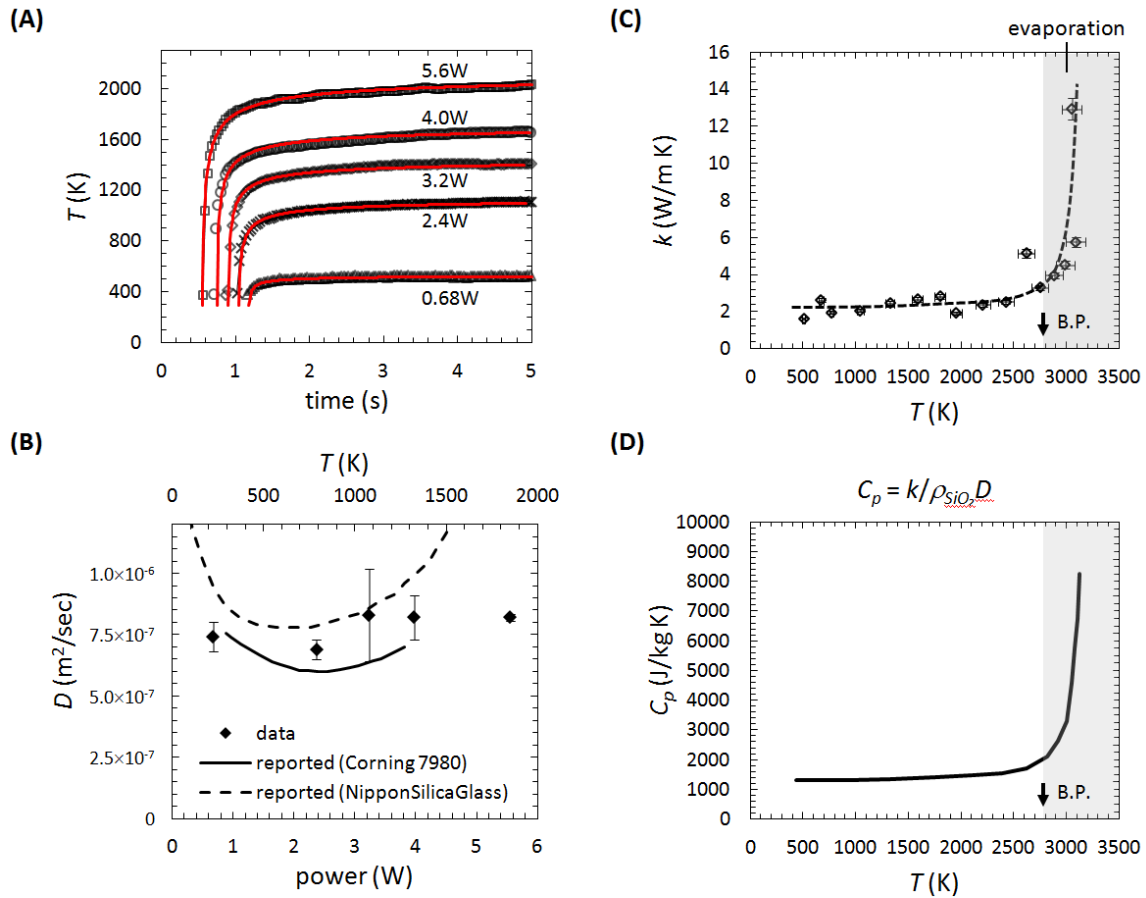 (A)
T (K)
2000
1600
1200
800
400
0
5.6W
4.0W
3.2W
2.4W
0.68W
0 1 2 3 4 5
time (s)
(B)
T (K)
0 500 1000 1500 2000
D (m²/sec)
1.0×10⁻⁶
7.5×10⁻⁷
5.0×10⁻⁷
2.5×10⁻⁷
0
data
reported (Corning 7980)
reported (NipponSilicaGlass)
0 1 2 3 4 5 6
power (W)
(C)
evaporation
k (W/m K)
16
14
12
10
8
6
4
2
0
B.P.
0 500 1000 1500 2000 2500 3000 3500
T (K)
(D)
Cₚ = k/ρ_SiO₂D
Cₚ (J/kg K)
10000
9000
8000
7000
6000
5000
4000
3000
2000
1000
0
B.P.
0 500 1000 1500 2000 2500 3000 3500
T (K)